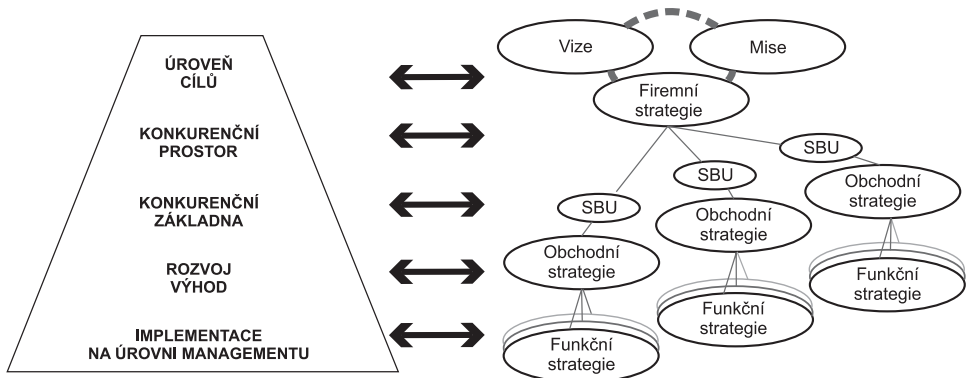 ÚROVEŇ
CÍLŮ
KONKURENČNÍ
PROSTOR
KONKURENČNÍ
ZÁKLADNA
ROZVOJ
VÝHOD
IMPLEMENTACE
NA ÚROVNI MANAGEMENTU
Vize
Mise
Firemní
strategie
SBU
Obchodní
strategie
Funkční
strategie
SBU
Obchodní
strategie
Funkční
strategie
SBU
Obchodní
strategie
Funkční
strategie